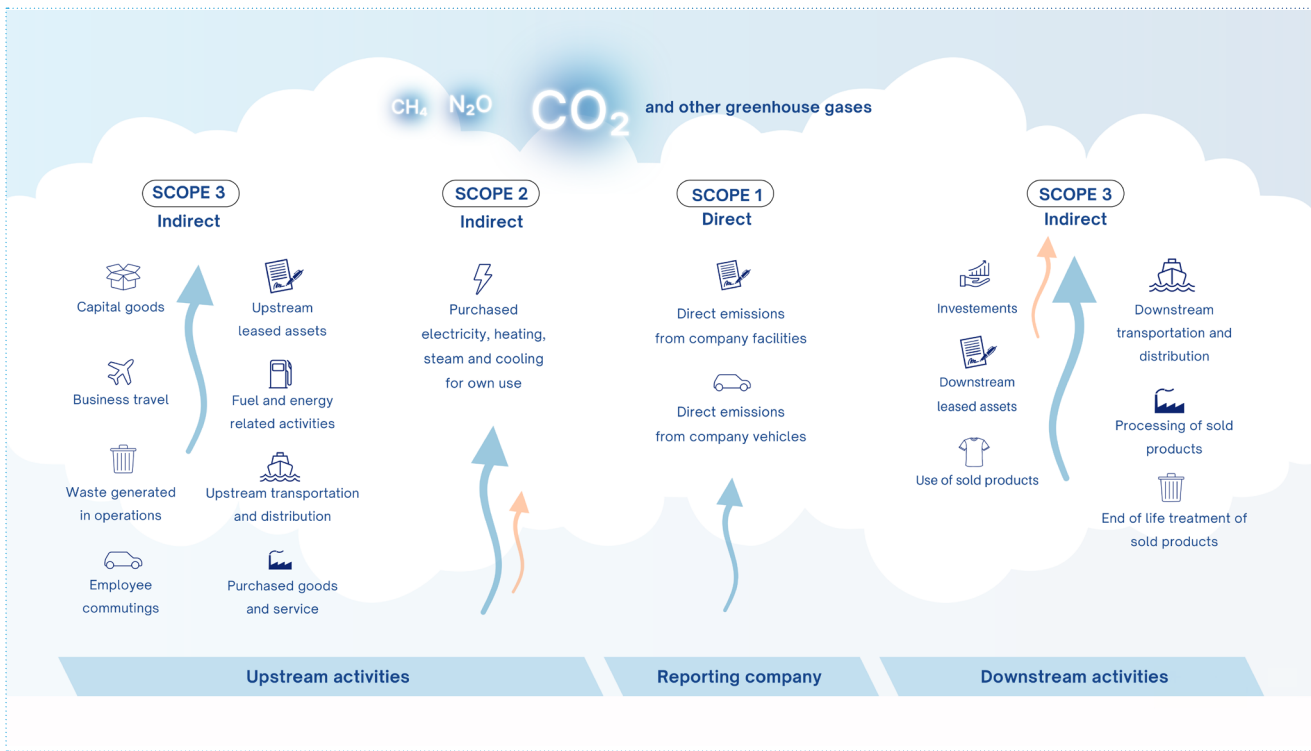 CH₄ N₂O CO₂ and other greenhouse gases
SCOPE 3
Indirect
Capital goods
Business travel
Waste generated
in operations
Employee
commutings
Upstream
leased assets
Fuel and energy
related activities
Upstream transportation
and distribution
Purchased goods
and service
SCOPE 2
Indirect
Purchased
electricity, heating,
steam and cooling
for own use
SCOPE 1
Direct
Direct emissions
from company facilities
Direct emissions
from company vehicles
SCOPE 3
Indirect
Investements
Downstream
leased assets
Use of sold products
Downstream
transportation and
distribution
Processing of sold
products
End of life treatment of
sold products
Upstream activities
Reporting company
Downstream activities